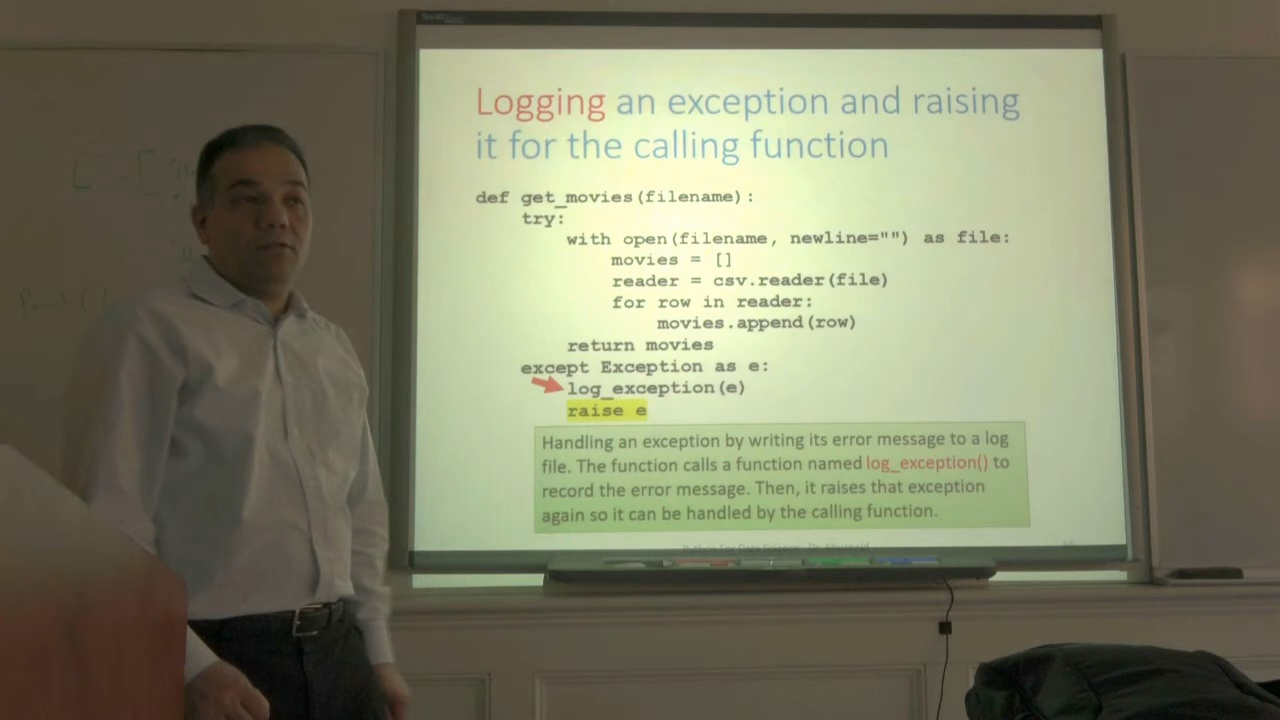 Logging an exception and raising
it for the calling function
def get_movies(filename):
try:
with open(filename, newline="") as file:
movies = []
reader = csv.reader(file)
for row in reader:
movies.append(row)
return movies
except Exception as e:
log_exception(e)
raise e
Handling an exception by writing its error message to a log
file. The function calls a function named log_exception() to
record the error message. Then, it raises that exception
again so it can be handled by the calling function.
Python For Data Science